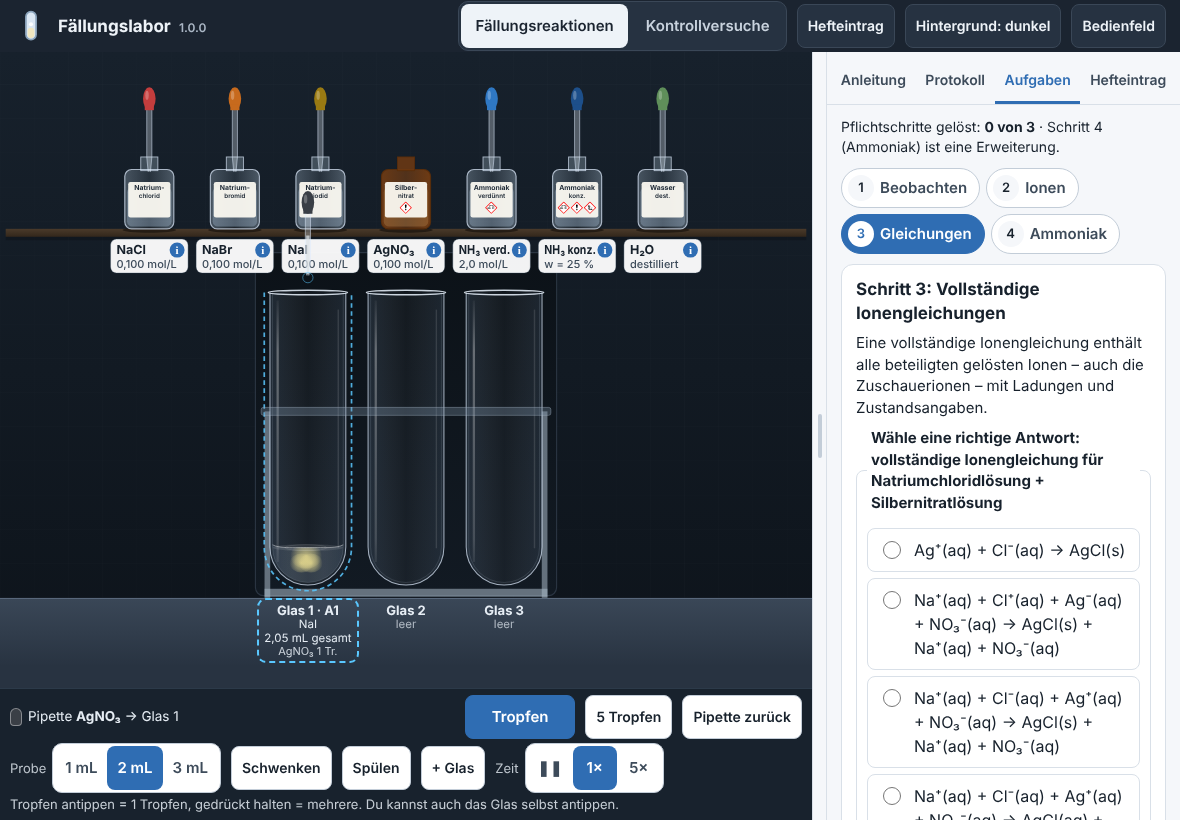 Fällungslabor 1.0.0
Fällungsreaktionen
Kontrollversuche
Hefteintrag
Hintergrund: dunkel
Bedienfeld
Natrium-
chlorid
Natrium-
bromid
Natrium-
iodid
Silber-
nitrat
Ammoniak
verdünnt
Ammoniak
konz.
Wasser
dest.
NaCl i
0,100 mol/L
NaBr i
0,100 mol/L
NaI i
0,100 mol/L
AgNO₃ i
0,100 mol/L
NH₃ verd. i
2,0 mol/L
NH₃ konz. i
w = 25 %
H₂O i
destilliert
Glas 1 · A1
NaI
2,05 mL gesamt
AgNO₃ 1 Tr.
Glas 2
leer
Glas 3
leer
Pipette AgNO₃ → Glas 1
Tropfen
5 Tropfen
Pipette zurück
Probe
1 mL
2 mL
3 mL
Schwenken
Spülen
+ Glas
Zeit
1×
5×
Tropfen antippen = 1 Tropfen, gedrückt halten = mehrere. Du kannst auch das Glas selbst antippen.
Anleitung
Protokoll
Aufgaben
Hefteintrag
Pflichtschritte gelöst: 0 von 3 · Schritt 4
(Ammoniak) ist eine Erweiterung.
1 Beobachten
2 Ionen
3 Gleichungen
4 Ammoniak
Schritt 3: Vollständige
Ionengleichungen
Eine vollständige Ionengleichung enthält
alle beteiligten gelösten Ionen – auch die
Zuschauerionen – mit Ladungen und
Zustandsangaben.
Wähle eine richtige Antwort:
vollständige Ionengleichung für
Natriumchloridlösung +
Silbernitratlösung
Ag⁺(aq) + Cl⁻(aq) → AgCl(s)
Na⁺(aq) + Cl⁺(aq) + Ag⁻(aq)
+ NO₃⁻(aq) → AgCl(s) +
Na⁺(aq) + NO₃⁻(aq)
Na⁺(aq) + Cl⁻(aq) + Ag⁺(aq)
+ NO₃⁻(aq) → AgCl(s) +
Na⁺(aq) + NO₃⁻(aq)
Na⁺(aq) + Cl⁻(aq) + Ag⁺(aq)
+ NO₃⁻(aq) → AgCl(aq) +